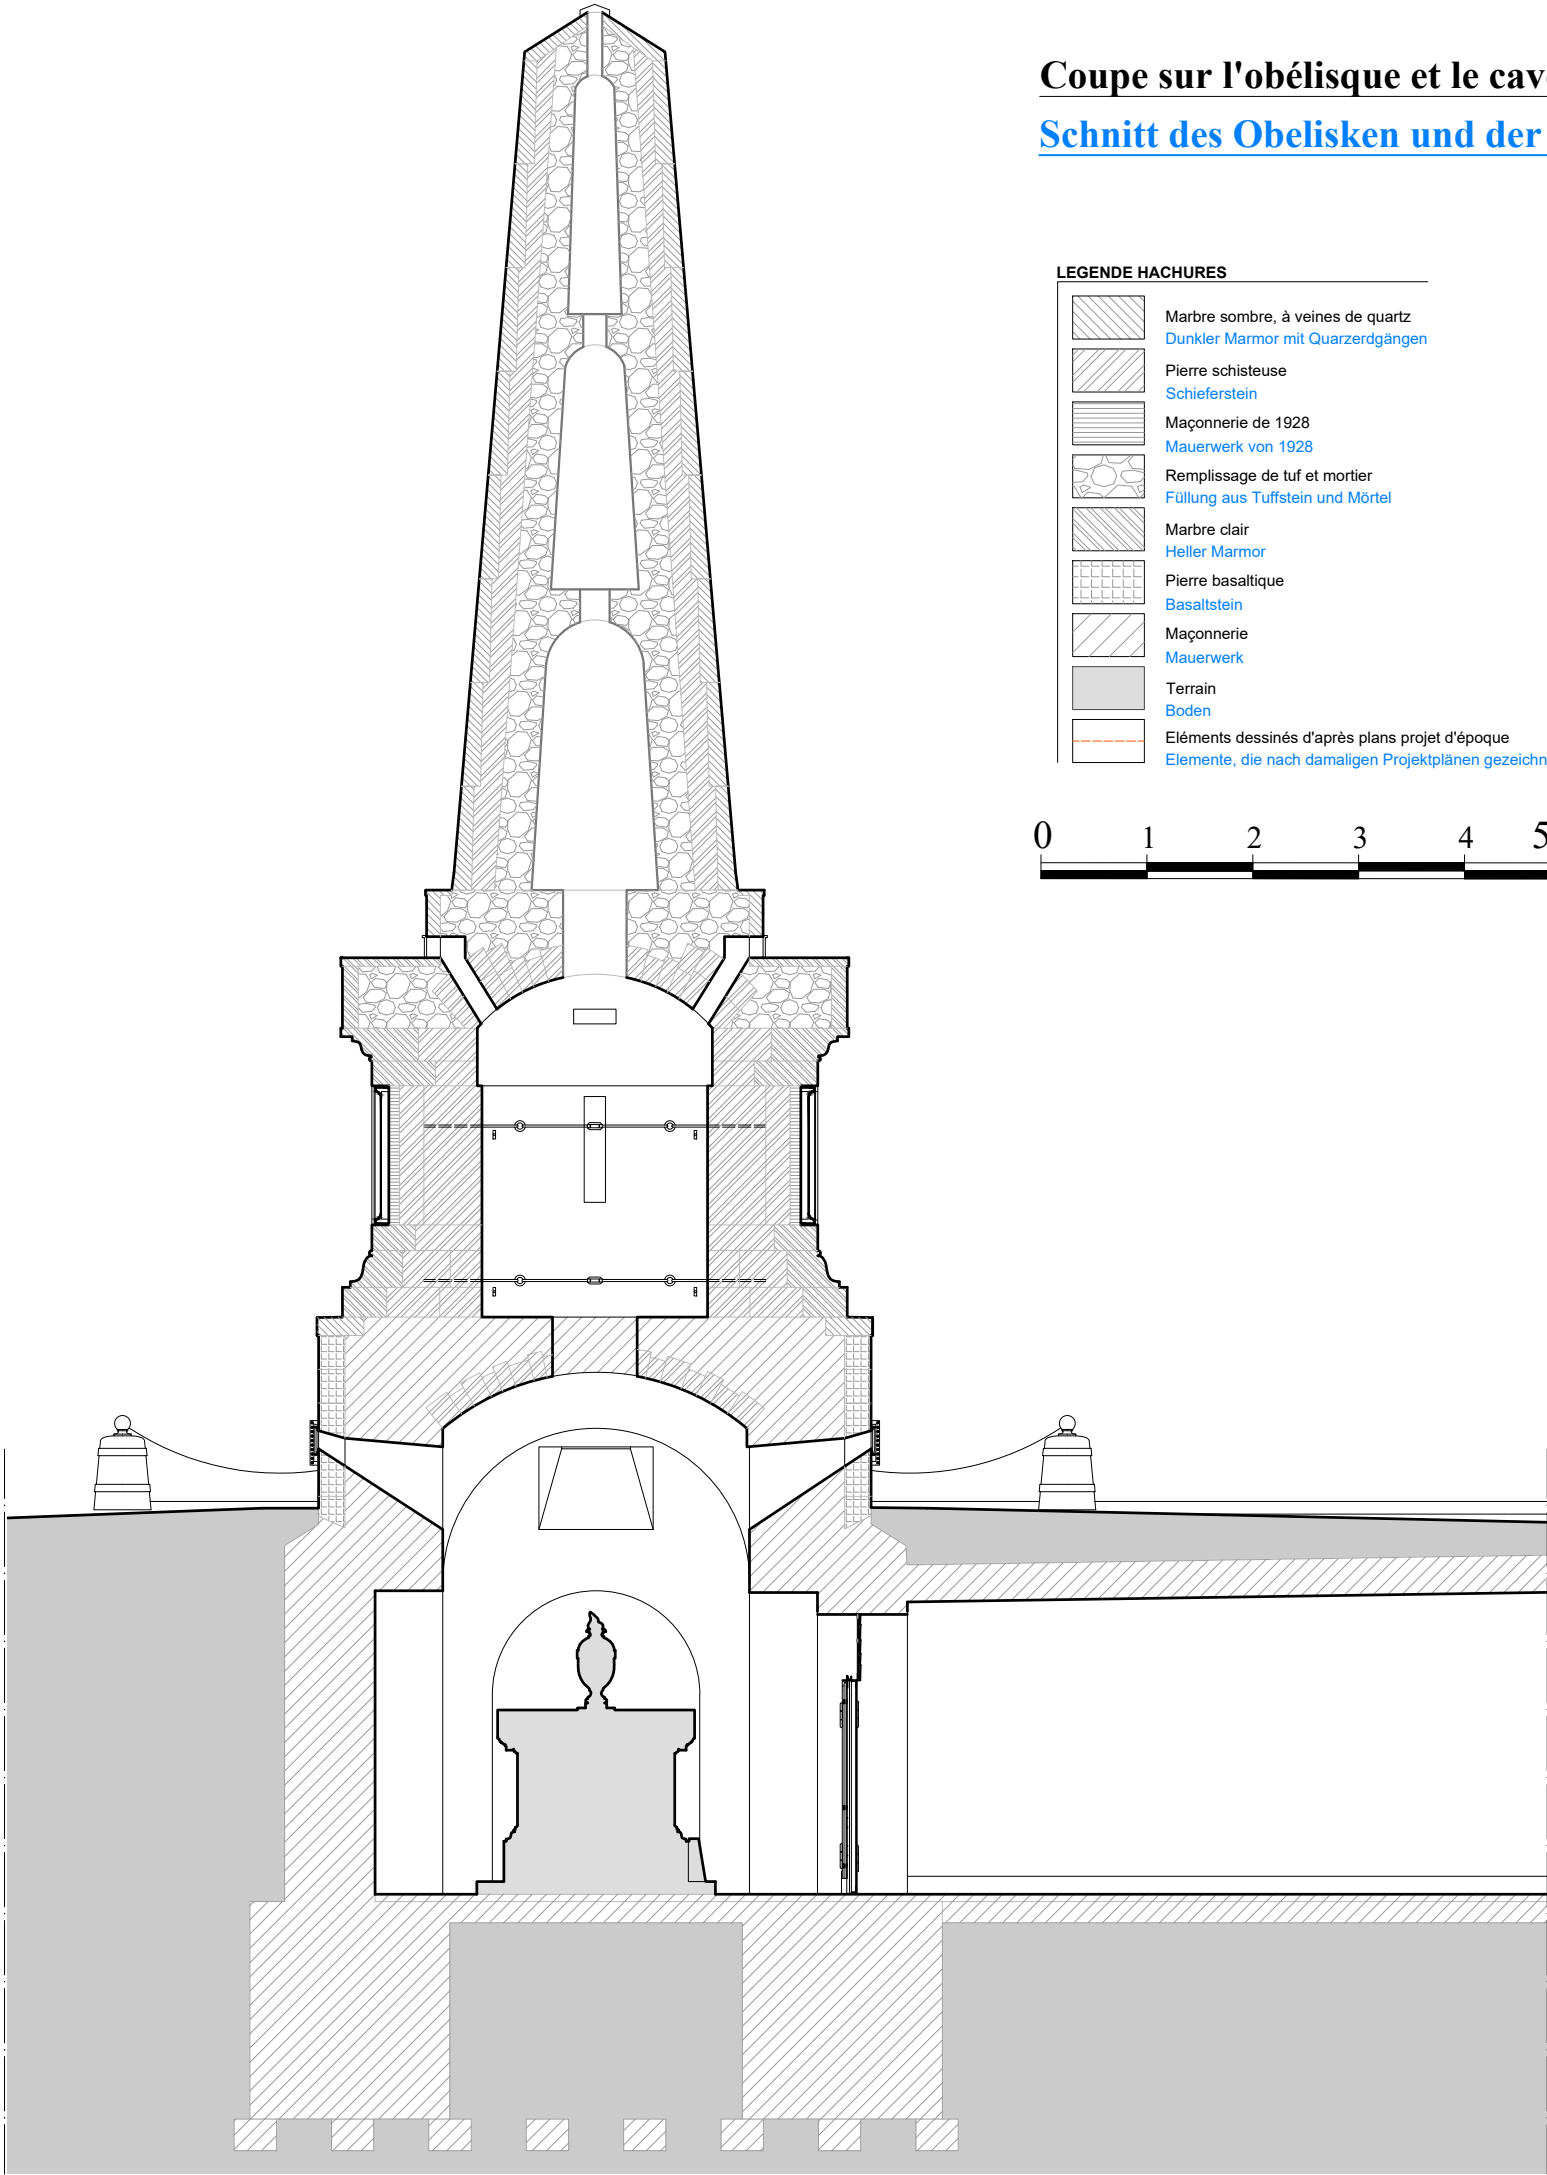 Coupe sur l'obélisque et le cav
Schnitt des Obelisken und der
LEGENDE HACHURES
Marbre sombre, à veines de quartz
Dunkler Marmor mit Quarzerdgängen
Pierre schisteuse
Schieferstein
Maçonnerie de 1928
Mauerwerk von 1928
Remplissage de tuf et mortier
Füllung aus Tuffstein und Mörtel
Marbre clair
Heller Marmor
Pierre basaltique
Basaltstein
Maçonnerie
Mauerwerk
Terrain
Boden
Eléments dessinés d'après plans projet d'époque
Elemente, die nach damaligen Projektplänen gezeichn
0 1 2 3 4 5